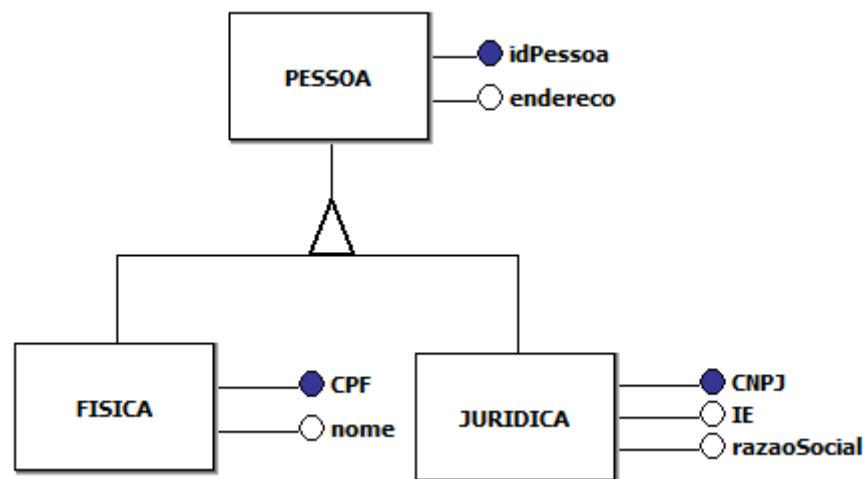 PESSOA
idPessoa
endereco
FISICA
CPF
nome
JURIDICA
CNPJ
IE
razaoSocial